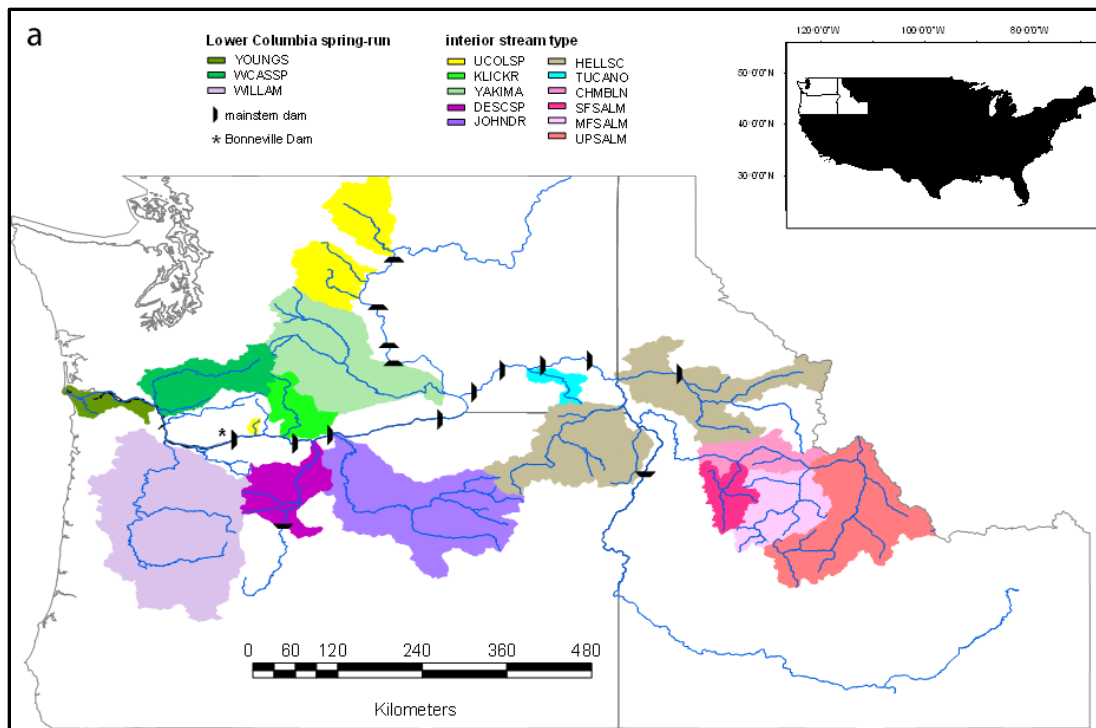 a
Lower Columbia spring-run
YOUNGS
WCASSP
WILLAM
mainstem dam
* Bonneville Dam
interior stream type
UCOLSP
KLICKR
YAKIMA
DESCSP
JOHNDR
HELLSC
TUCANO
CHMBLN
SFSALM
MFSALM
UPSALM
120°0'0"W 100°0'0"W 80°0'0"W
50°0'0"N
40°0'0"N
30°0'0"N
*
0 60 120 240 360 480
Kilometers